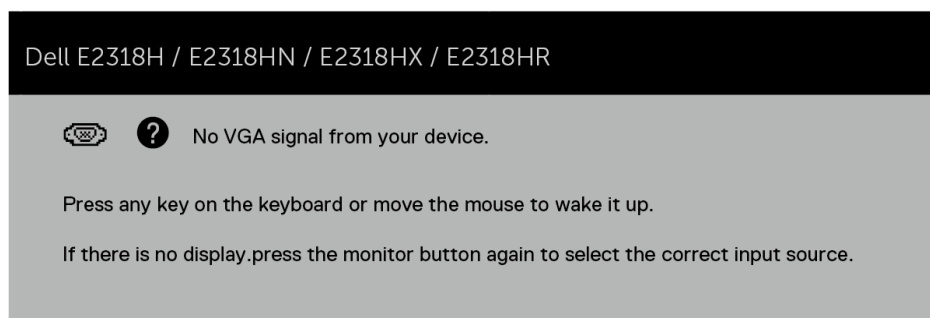 Dell E2318H / E2318HN / E2318HX / E2318HR
No VGA signal from your device.
Press any key on the keyboard or move the mouse to wake it up.
If there is no display.press the monitor button again to select the correct input source.